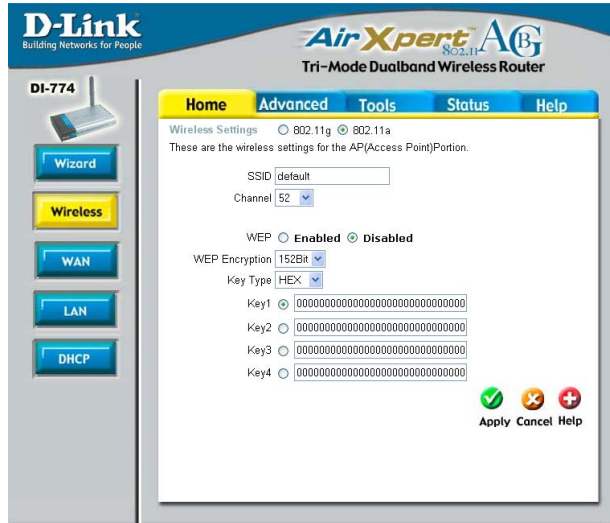 D-Link
Building Networks for People
Air Xpert 802.11 ABG
Tri-Mode Dualband Wireless Router
DI-774
Home Advanced Tools Status Help
Wizard
Wireless
WAN
LAN
DHCP
Wireless Settings 802.11g 802.11a
These are the wireless settings for the AP(Access Point)Portion.
SSID default
Channel 52
WEP Enabled Disabled
WEP Encryption 152Bit
Key Type HEX
Key1 00000000000000000000000000000000
Key2 00000000000000000000000000000000
Key3 00000000000000000000000000000000
Key4 00000000000000000000000000000000
Apply Cancel Help